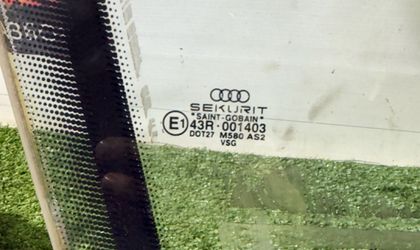 SEKURIT
"SAINT-GOBAIN"
E1 43R-001403
DOT27 M580 AS2
VSG